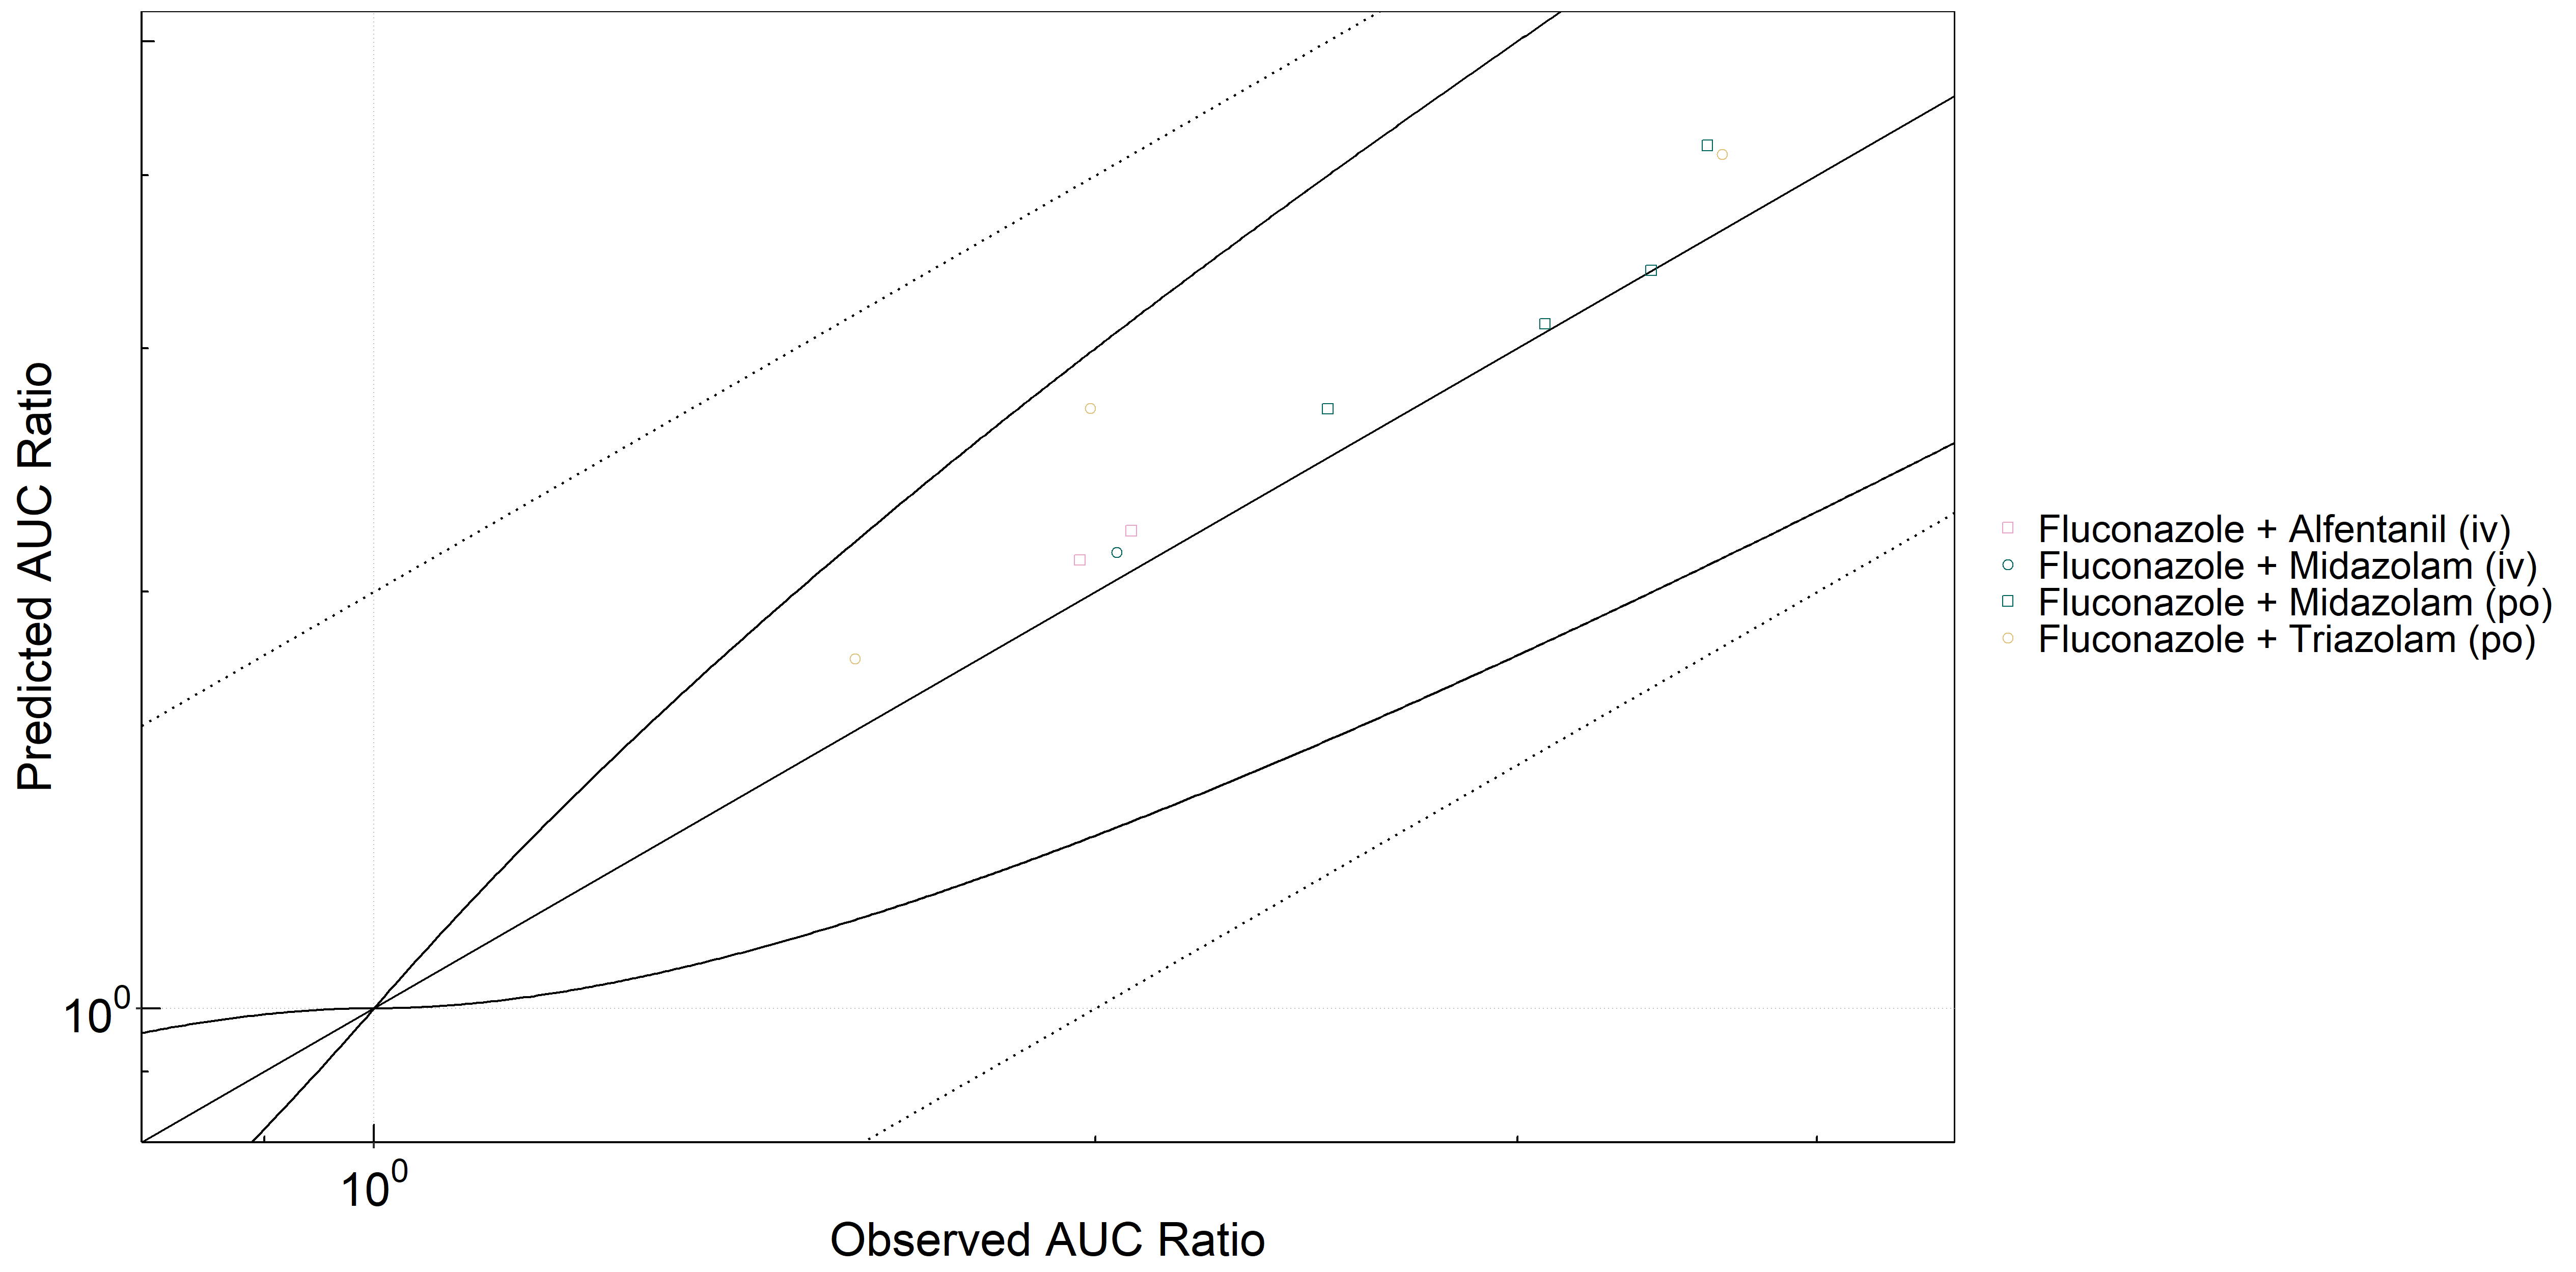 Predicted AUC Ratio
10⁰
10⁰
Observed AUC Ratio
Fluconazole + Alfentanil (iv)
Fluconazole + Midazolam (iv)
Fluconazole + Midazolam (po)
Fluconazole + Triazolam (po)